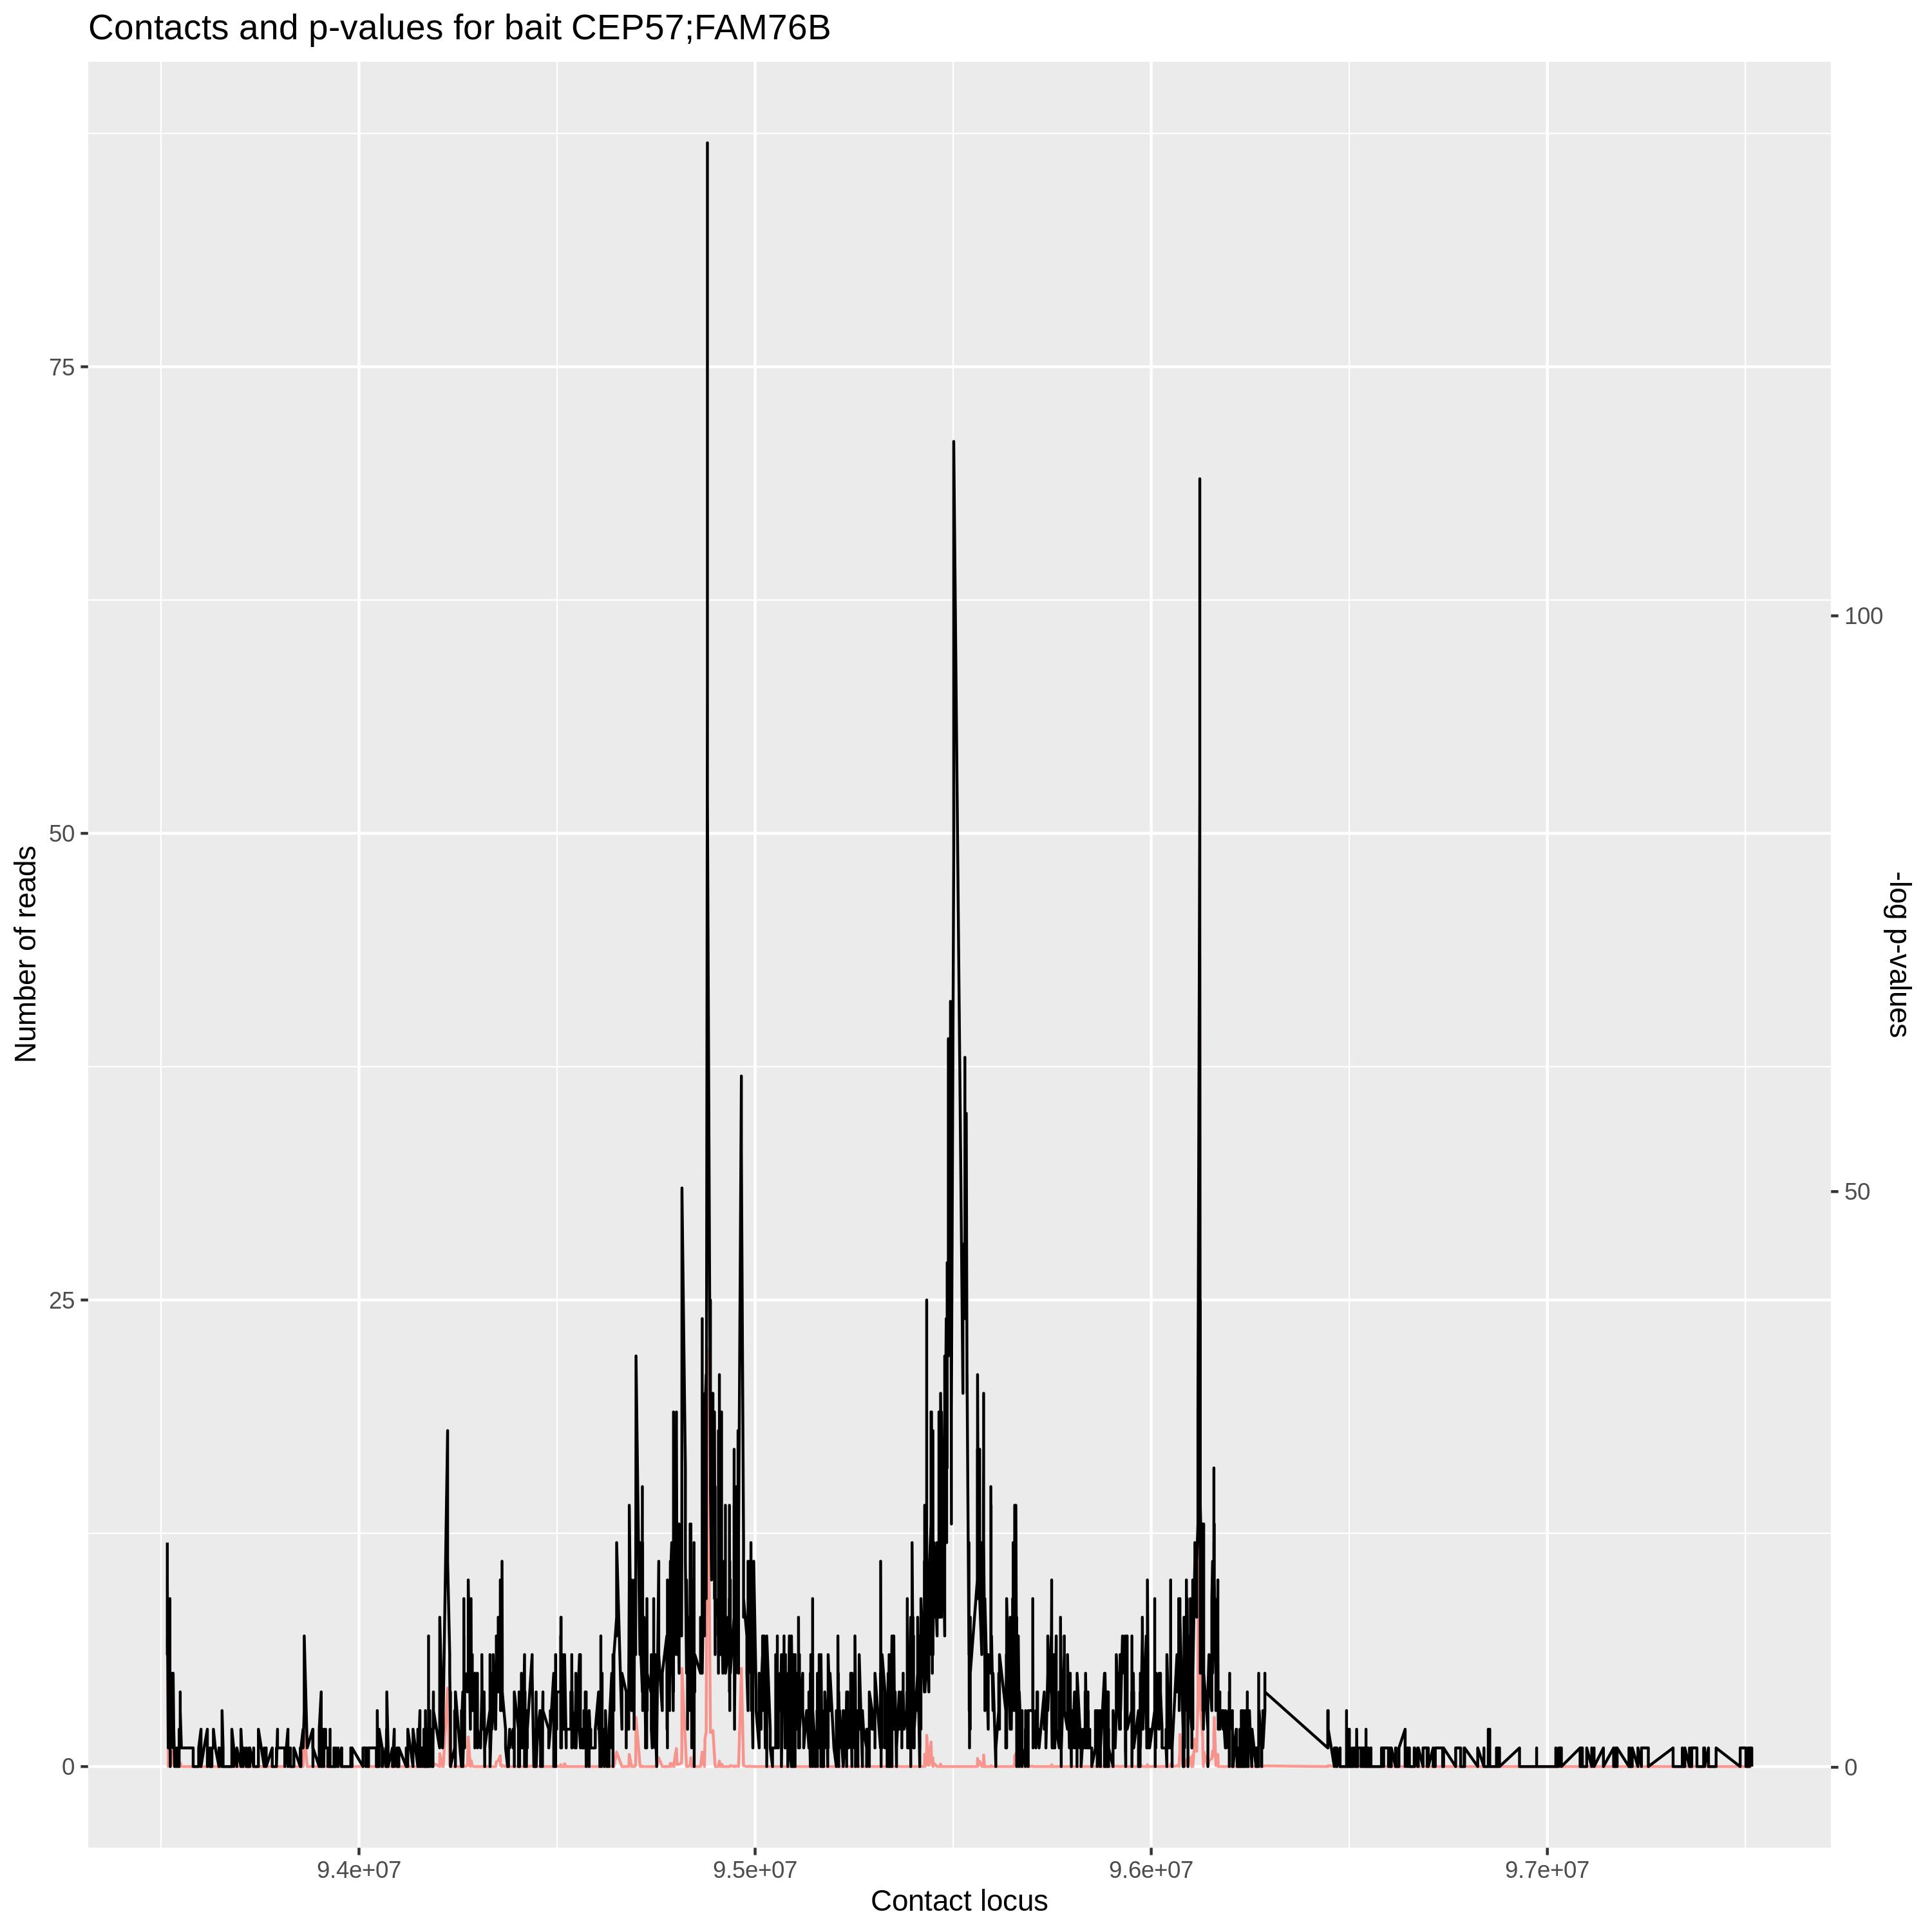 Contacts and p-values for bait CEP57;FAM76B
75
50
25
0
Number of reads
100
50
0
-log p-values
9.4e+07 9.5e+07 9.6e+07 9.7e+07
Contact locus